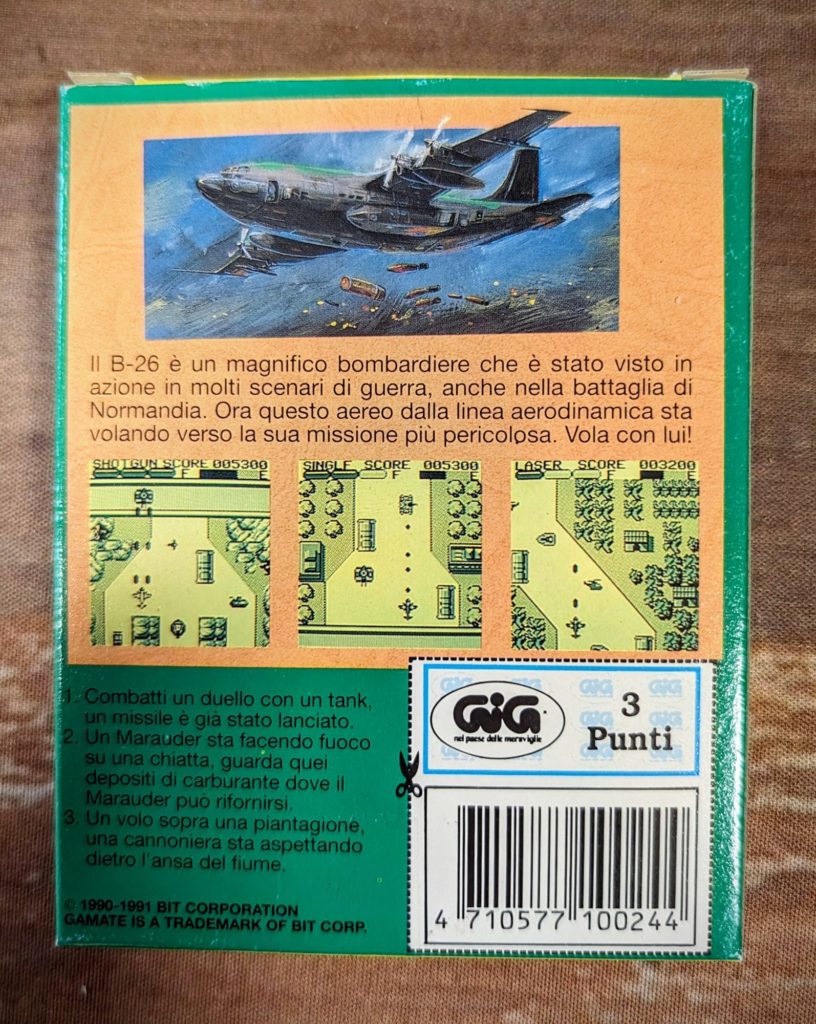 Il B-26 è un magnifico bombardiere che è stato visto in
azione in molti scenari di guerra, anche nella battaglia di
Normandia. Ora questo aereo dalla linea aerodinamica sta
volando verso la sua missione più pericolosa. Vola con lui!
SHOTGUN SCORE 005300
F E
SINGLE SCORE 005300
F E
LASER SCORE 003200
F E
1. Combatti un duello con un tank,
un missile è già stato lanciato.
2. Un Marauder sta facendo fuoco
su una chiatta, guarda quei
depositi di carburante dove il
Marauder può rifornirsi.
3. Un volo sopra una piantagione,
una cannoniera sta aspettando
dietro l'ansa del fiume.
© 1990-1991 BIT CORPORATION
GAMATE IS A TRADEMARK OF BIT CORP.
GiG
nel paese delle meraviglie
3
Punti
4 710577 100244